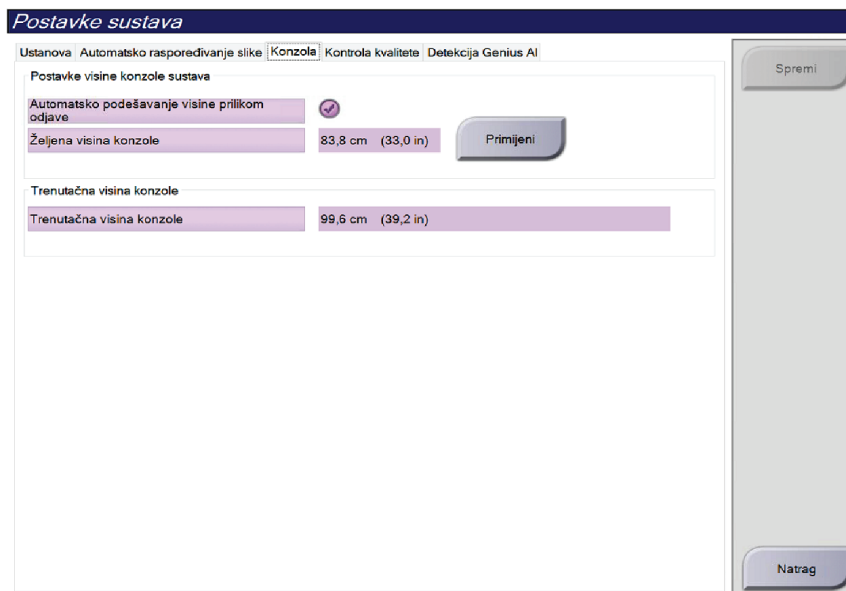 Postavke sustava
Ustanova Automatsko raspoređivanje slike Konzola Kontrola kvalitete Detekcija Genius AI
Spremi
Postavke visine konzole sustava
Automatsko podešavanje visine prilikom
odjave
Željena visina konzole 83,8 cm (33,0 in) Primijeni
Trenutačna visina konzole
Trenutačna visina konzole 99,6 cm (39,2 in)
Natrag